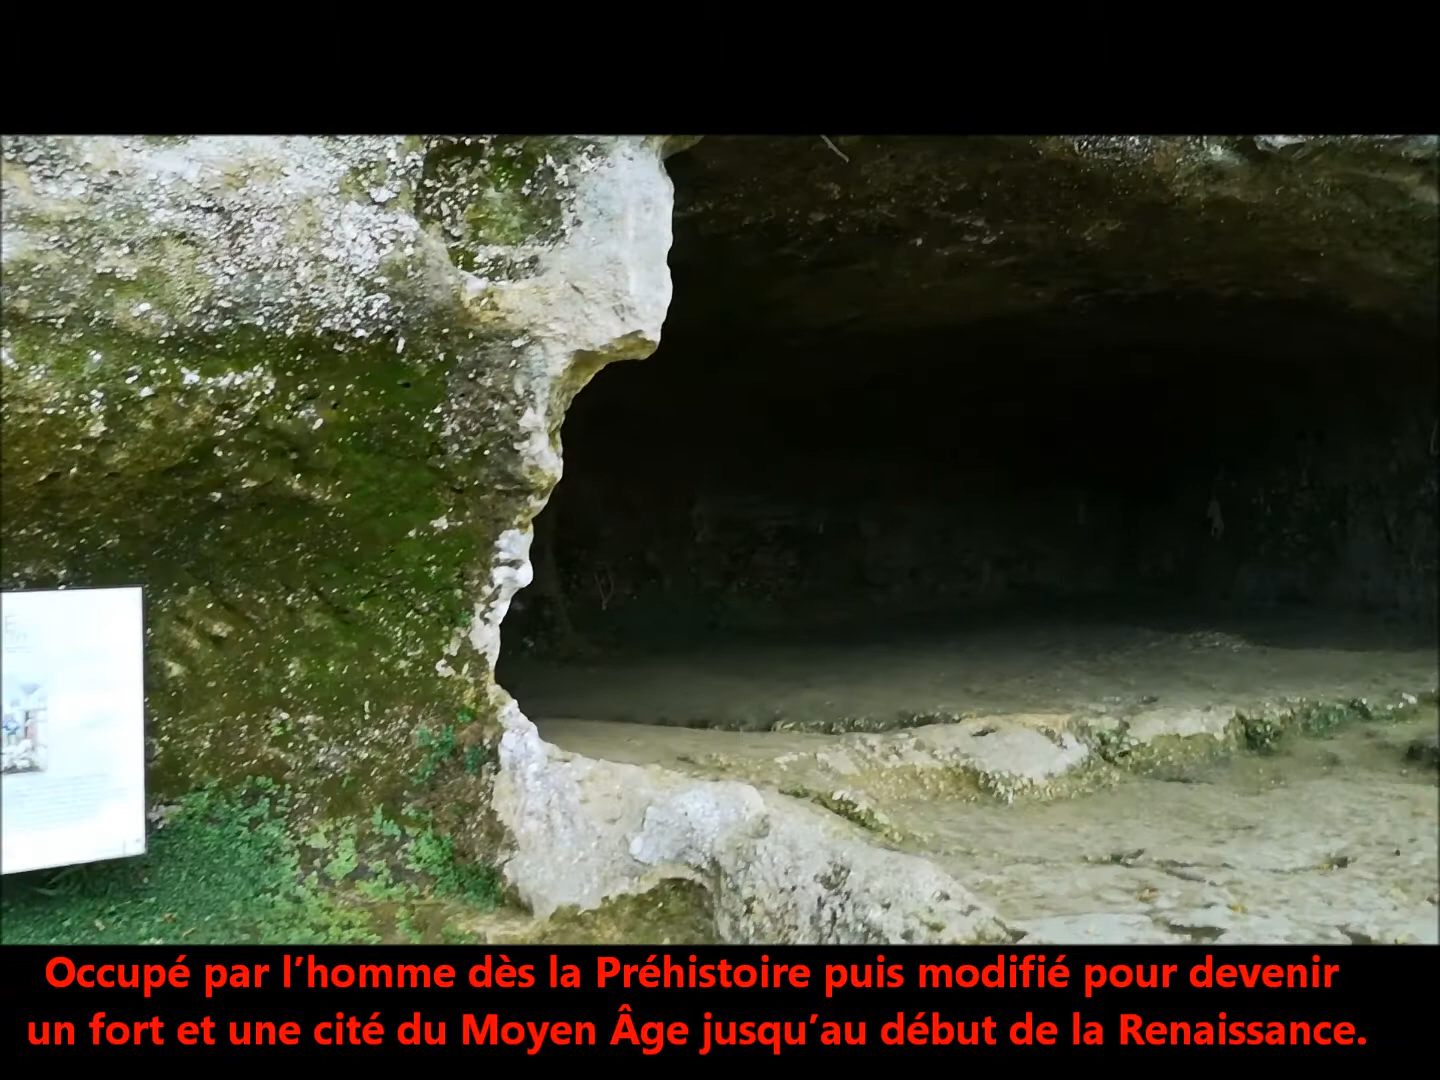 Occupé par l’homme dès la Préhistoire puis modifié pour devenir
un fort et une cité du Moyen Âge jusqu’au début de la Renaissance.